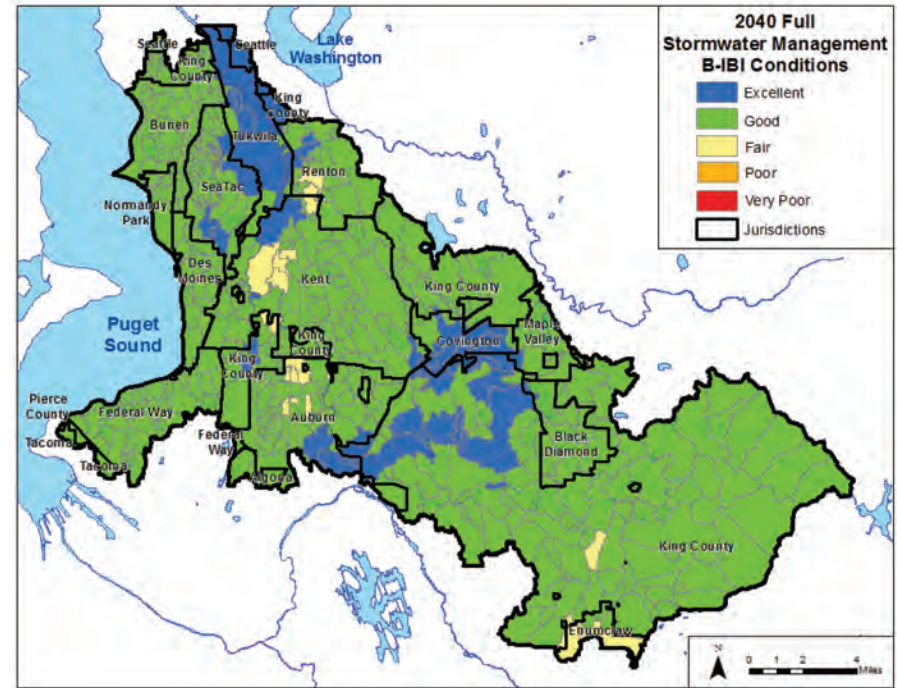 2040 Full
Stormwater Management
B-IBI Conditions
Excellent
Good
Fair
Poor
Very Poor
Jurisdictions
Seattle
Seattle
Lake
Washington
King
County
King
County
Burien
Tukwila
Renton
SeaTac
Normandy
Park
Des
Moines
Kent
King County
Puget
Sound
King
County
Covington
Maple
Valley
King
County
Pierce
County
Federal Way
Auburn
Tacoma
Federal
Way
Black
Diamond
Tacoma
Algona
King County
Enumclaw
N
0 1 2 4
Miles